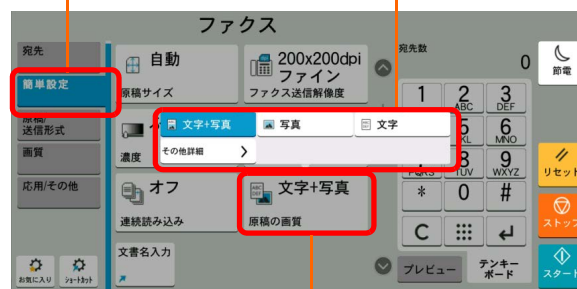 ファクス
宛先
簡単設定
原稿/
送信形式
画質
応用/その他
お気に入り
ショートカット
自動
原稿サイズ
200x200dpi
ファイン
ファクス送信解像度
文字+写真
写真
文字
その他詳細
濃度
オフ
連続読み込み
文字+写真
原稿の画質
文書名入力
宛先数
0
1
2
ABC
3
DEF
5
6
MNO
8
TUV
9
WXYZ
*
0
#
C
プレビュー
テンキー
ボード
節電
リセット
ストップ
スタート